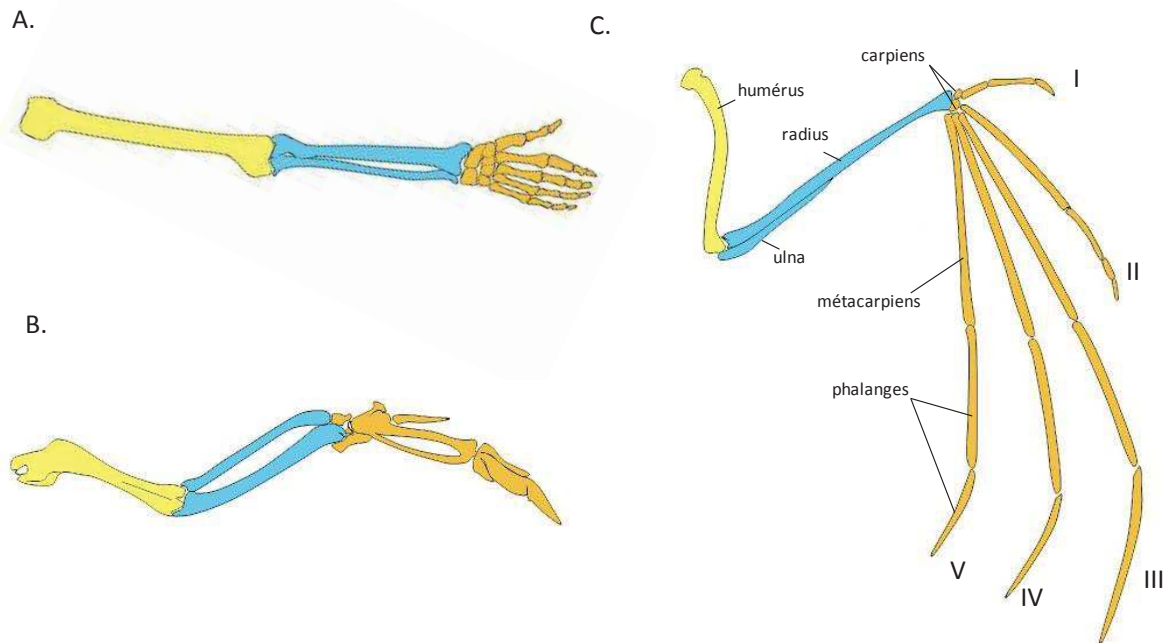 A.
B.
C.
carpiens
I
humérus
radius
ulna
II
métacarpiens
phalanges
V
IV
III